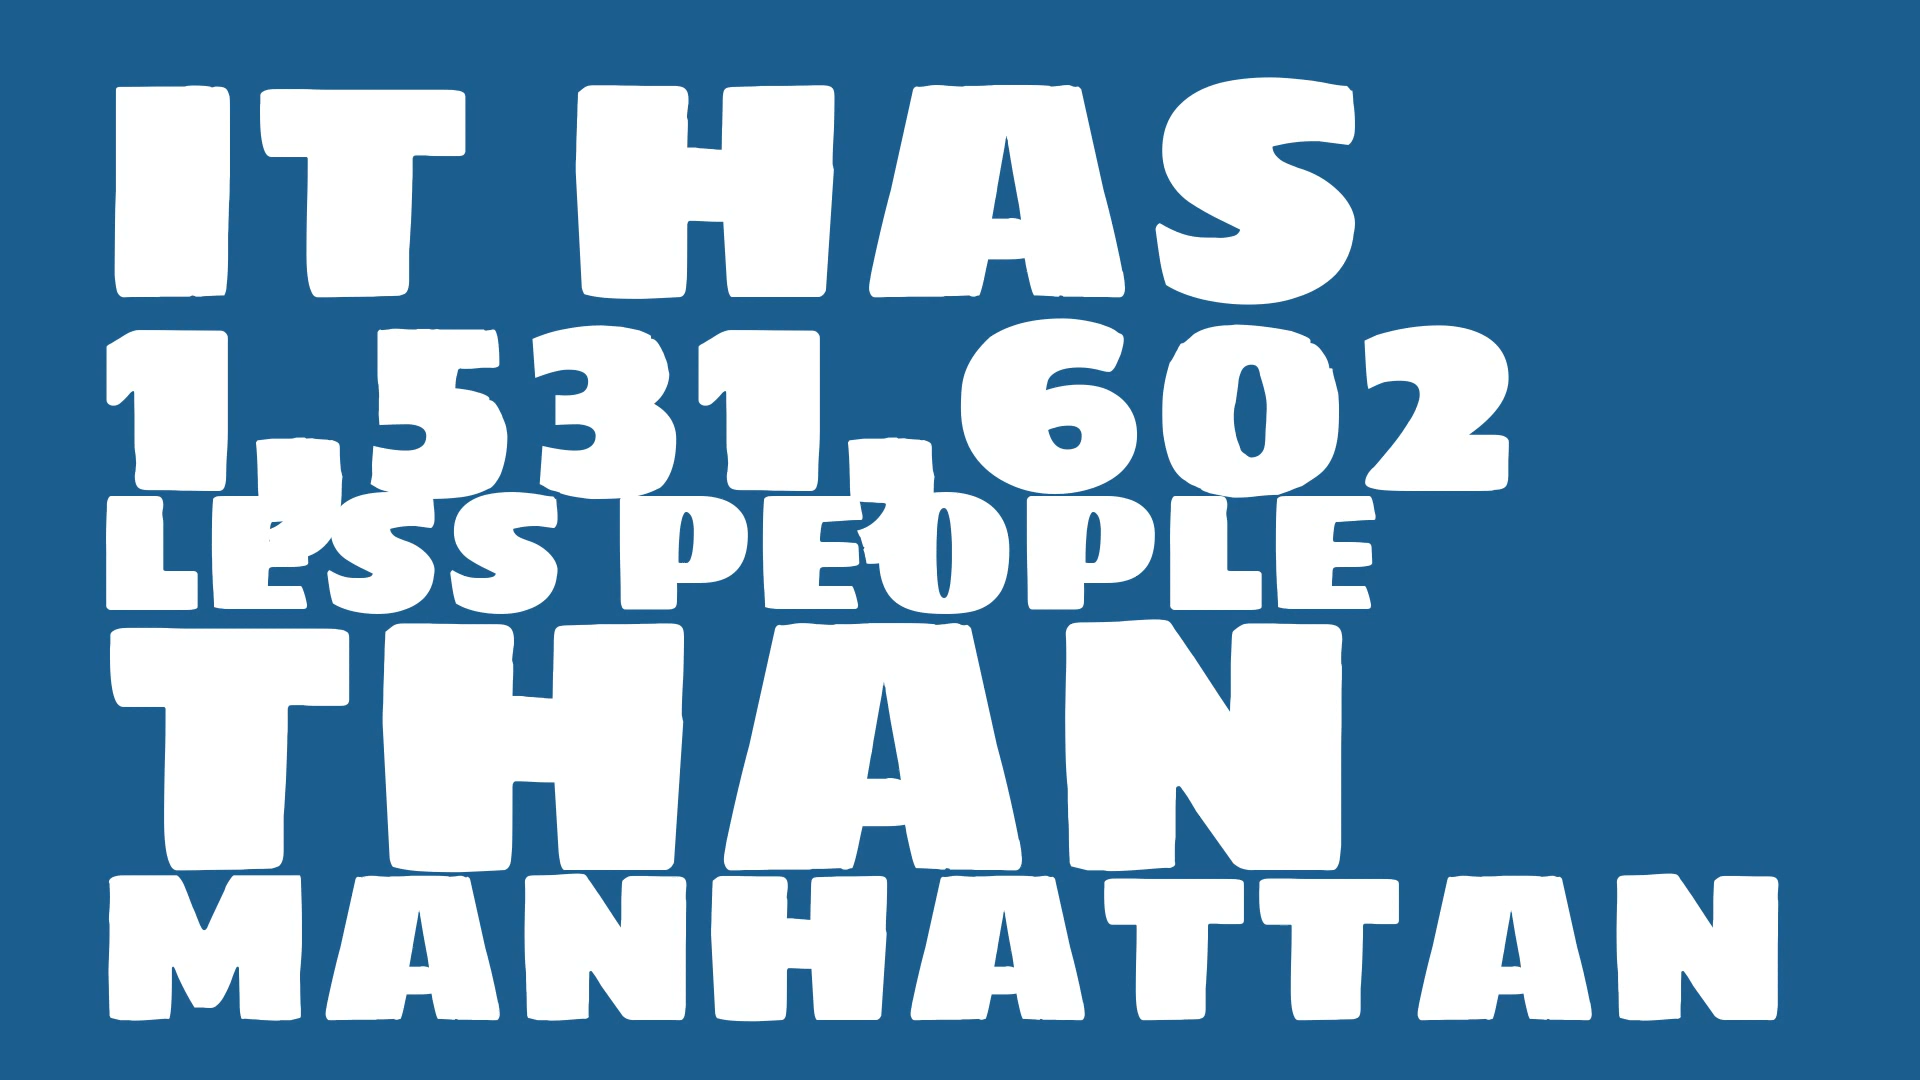 IT HAS
1,531,602
LESS PEOPLE
THAN
MANHATTAN